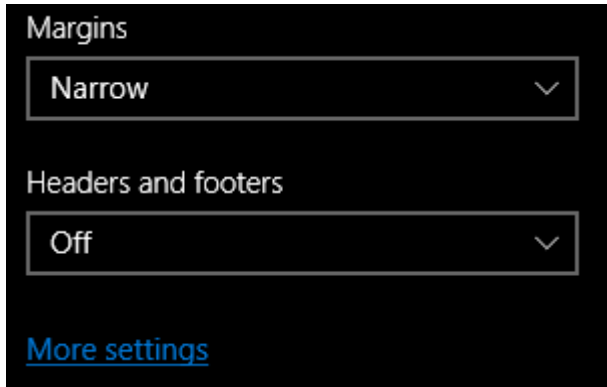 Margins
Narrow
Headers and footers
Off
More settings